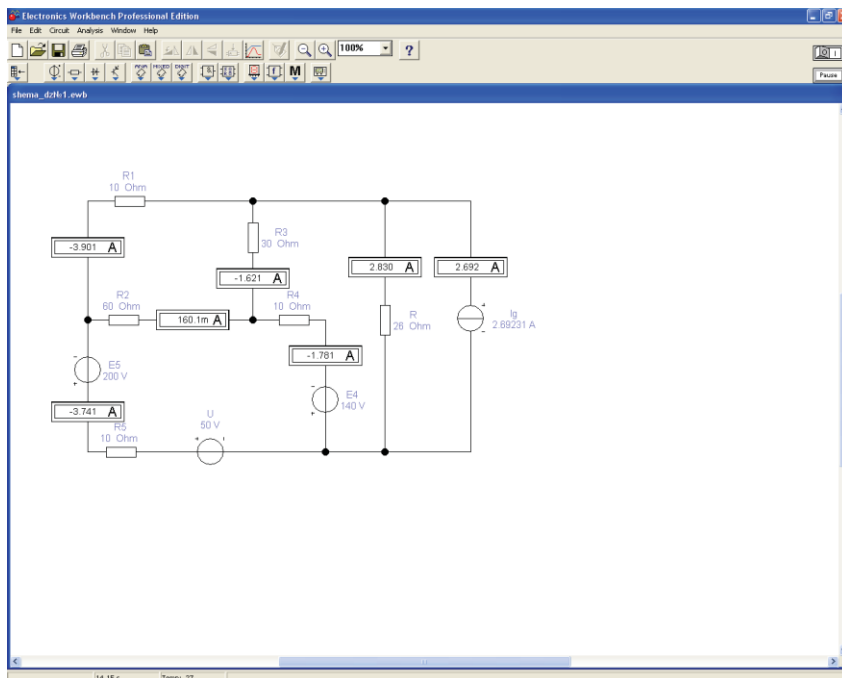 Electronics Workbench Professional Edition
File Edit Circuit Analysis Window Help
100%
?
M
Pause
shema_dz№1.ewb
R1
10 Ohm
-3.901 A
R3
30 Ohm
-1.621 A
2.830 A
2.692 A
R2
60 Ohm
160.1m A
R4
10 Ohm
R
26 Ohm
Ig
2.69231 A
-1.781 A
E5
200 V
E4
140 V
-3.741 A
U
50 V
R5
10 Ohm